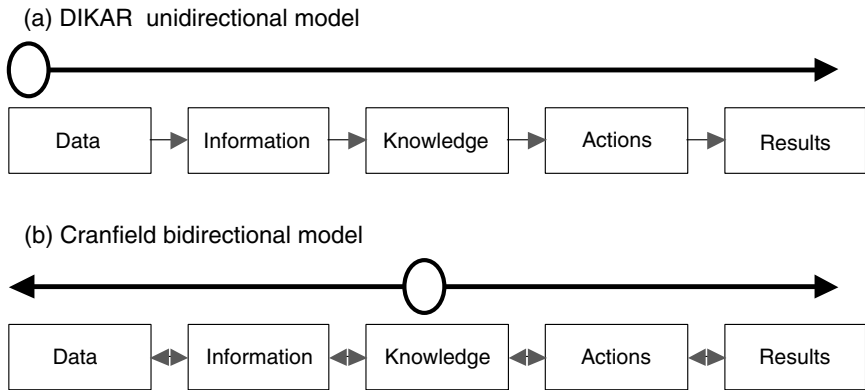 (a) DIKAR unidirectional model
Data Information Knowledge Actions Results
(b) Cranfield bidirectional model
Data Information Knowledge Actions Results